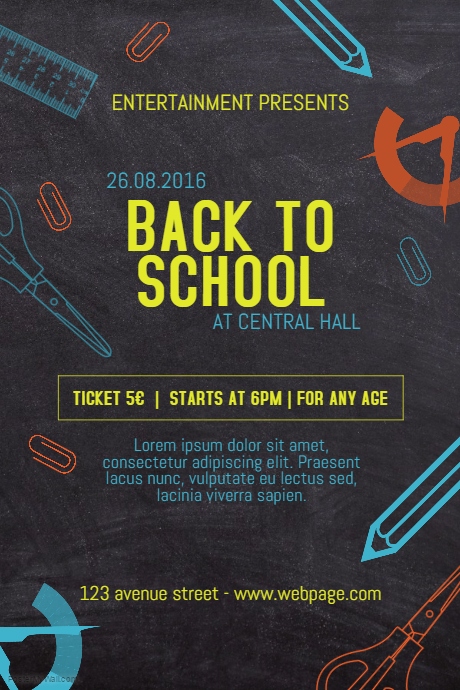 ENTERTAINMENT PRESENTS
26.08.2016
BACK TO
SCHOOL
AT CENTRAL HALL
TICKET 5€ | STARTS AT 6PM | FOR ANY AGE
Lorem ipsum dolor sit amet,
consectetur adipiscing elit. Praesent
lacus nunc, vulputate eu lectus sed,
lacinia viverra sapien.
123 avenue street - www.webpage.com